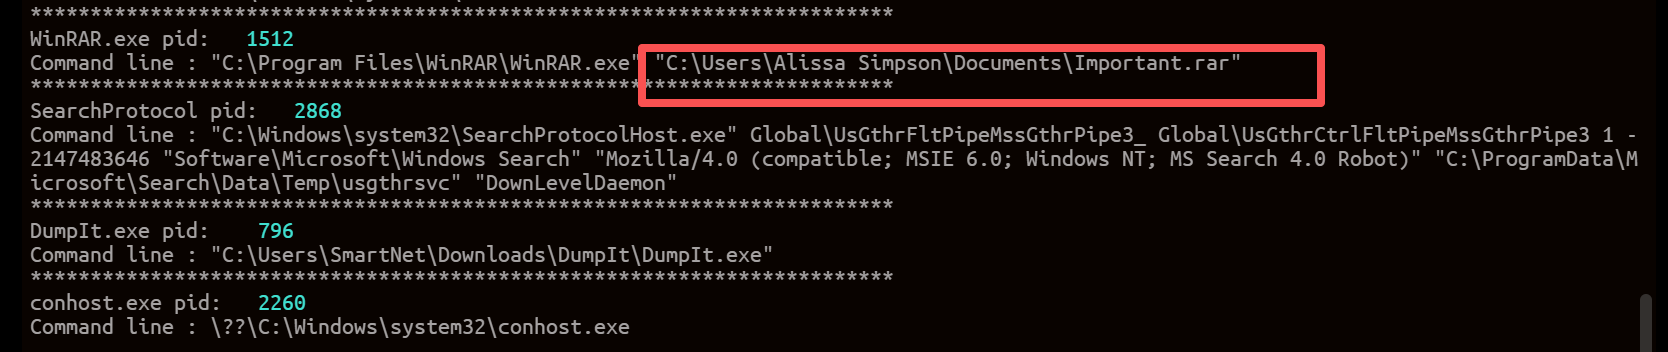 ************************************************************************
WinRAR.exe pid:   1512
Command line : "C:\Program Files\WinRAR\WinRAR.exe" "C:\Users\Alissa Simpson\Documents\Important.rar"
************************************************************************
SearchProtocol pid:   2868
Command line : "C:\Windows\system32\SearchProtocolHost.exe" Global\UsGthrFltPipeMssGthrPipe3_ Global\UsGthrCtrlFltPipeMssGthrPipe3 1 -
2147483646 "Software\Microsoft\Windows Search" "Mozilla/4.0 (compatible; MSIE 6.0; Windows NT; MS Search 4.0 Robot)" "C:\ProgramData\M
icrosoft\Search\Data\Temp\usgthrsvc" "DownLevelDaemon"
************************************************************************
DumpIt.exe pid:    796
Command line : "C:\Users\SmartNet\Downloads\DumpIt\DumpIt.exe"
************************************************************************
conhost.exe pid:   2260
Command line : \??\C:\Windows\system32\conhost.exe